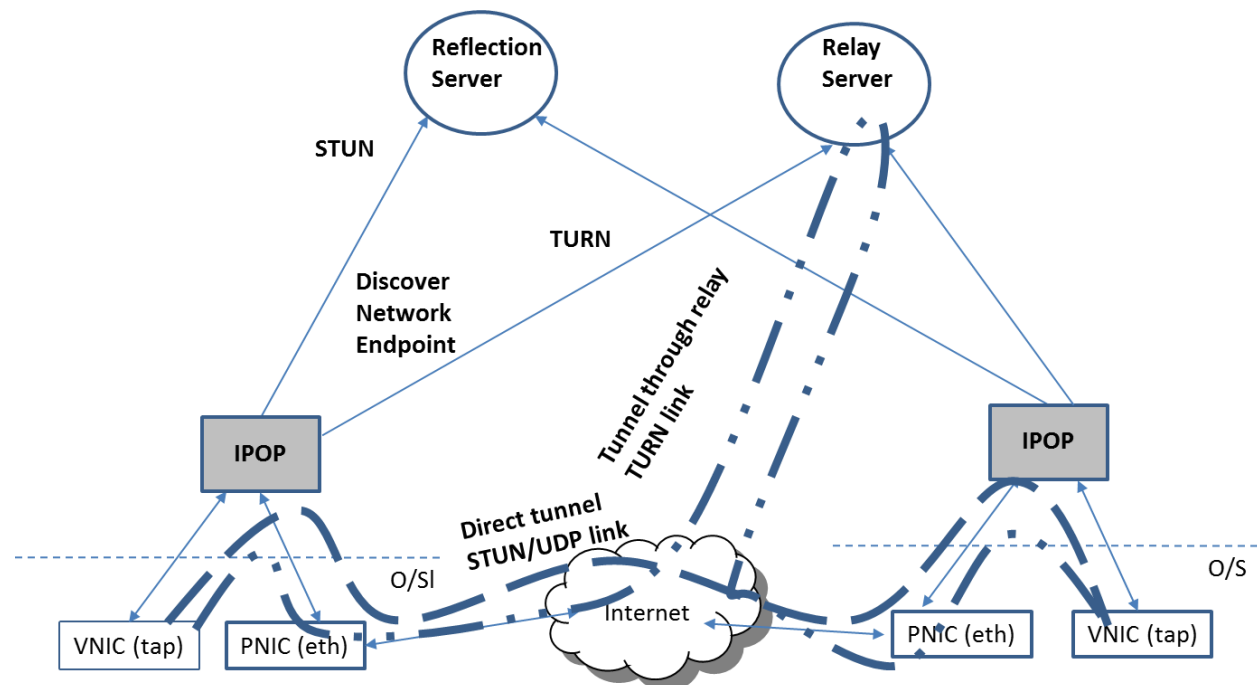 Reflection
Server
Relay
Server
STUN
TURN
Discover
Network
Endpoint
Tunnel through relay
TURN link
IPOP
IPOP
Direct tunnel
STUN/UDP link
O/Sl
O/S
Internet
VNIC (tap)
PNIC (eth)
PNIC (eth)
VNIC (tap)